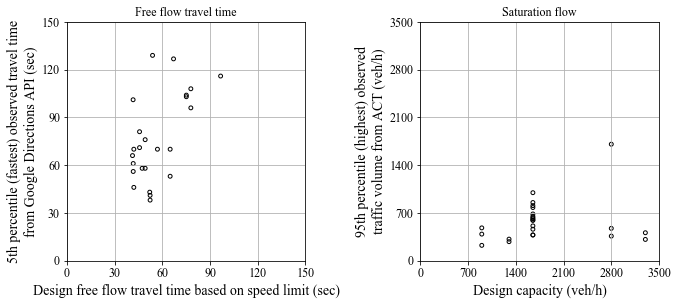 Free flow travel time
5th percentile (fastest) observed travel time
from Google Directions API (sec)
150
120
90
60
30
0
0 30 60 90 120 150
Design free flow travel time based on speed limit (sec)
Saturation flow
95th percentile (highest) observed
traffic volume from ACT (veh/h)
3500
2800
2100
1400
700
0
0 700 1400 2100 2800 3500
Design capacity (veh/h)